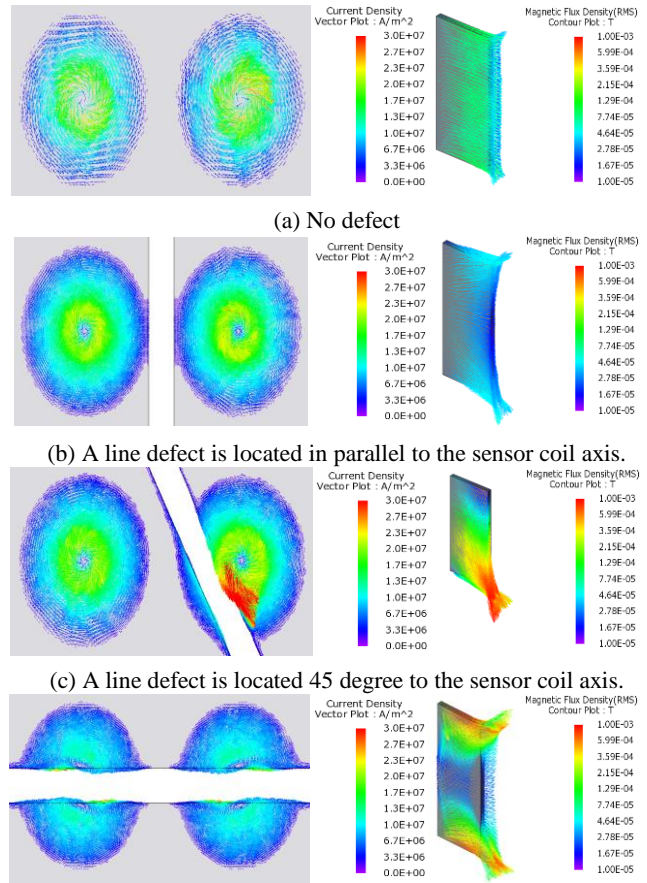 Current Density
Vector Plot : A/m^2
3.0E+07
2.7E+07
2.3E+07
2.0E+07
1.7E+07
1.3E+07
1.0E+07
6.7E+06
3.3E+06
0.0E+00
Magnetic Flux Density(RMS)
Contour Plot : T
1.00E-03
5.99E-04
3.59E-04
2.15E-04
1.29E-04
7.74E-05
4.64E-05
2.78E-05
1.67E-05
1.00E-05
(a) No defect
Current Density
Vector Plot : A/m^2
3.0E+07
2.7E+07
2.3E+07
2.0E+07
1.7E+07
1.3E+07
1.0E+07
6.7E+06
3.3E+06
0.0E+00
Magnetic Flux Density(RMS)
Contour Plot : T
1.00E-03
5.99E-04
3.59E-04
2.15E-04
1.29E-04
7.74E-05
4.64E-05
2.78E-05
1.67E-05
1.00E-05
(b) A line defect is located in parallel to the sensor coil axis.
Current Density
Vector Plot : A/m^2
3.0E+07
2.7E+07
2.3E+07
2.0E+07
1.7E+07
1.3E+07
1.0E+07
6.7E+06
3.3E+06
0.0E+00
Magnetic Flux Density(RMS)
Contour Plot : T
1.00E-03
5.99E-04
3.59E-04
2.15E-04
1.29E-04
7.74E-05
4.64E-05
2.78E-05
1.67E-05
1.00E-05
(c) A line defect is located 45 degree to the sensor coil axis.
Current Density
Vector Plot : A/m^2
3.0E+07
2.7E+07
2.3E+07
2.0E+07
1.7E+07
1.3E+07
1.0E+07
6.7E+06
3.3E+06
0.0E+00
Magnetic Flux Density(RMS)
Contour Plot : T
1.00E-03
5.99E-04
3.59E-04
2.15E-04
1.29E-04
7.74E-05
4.64E-05
2.78E-05
1.67E-05
1.00E-05